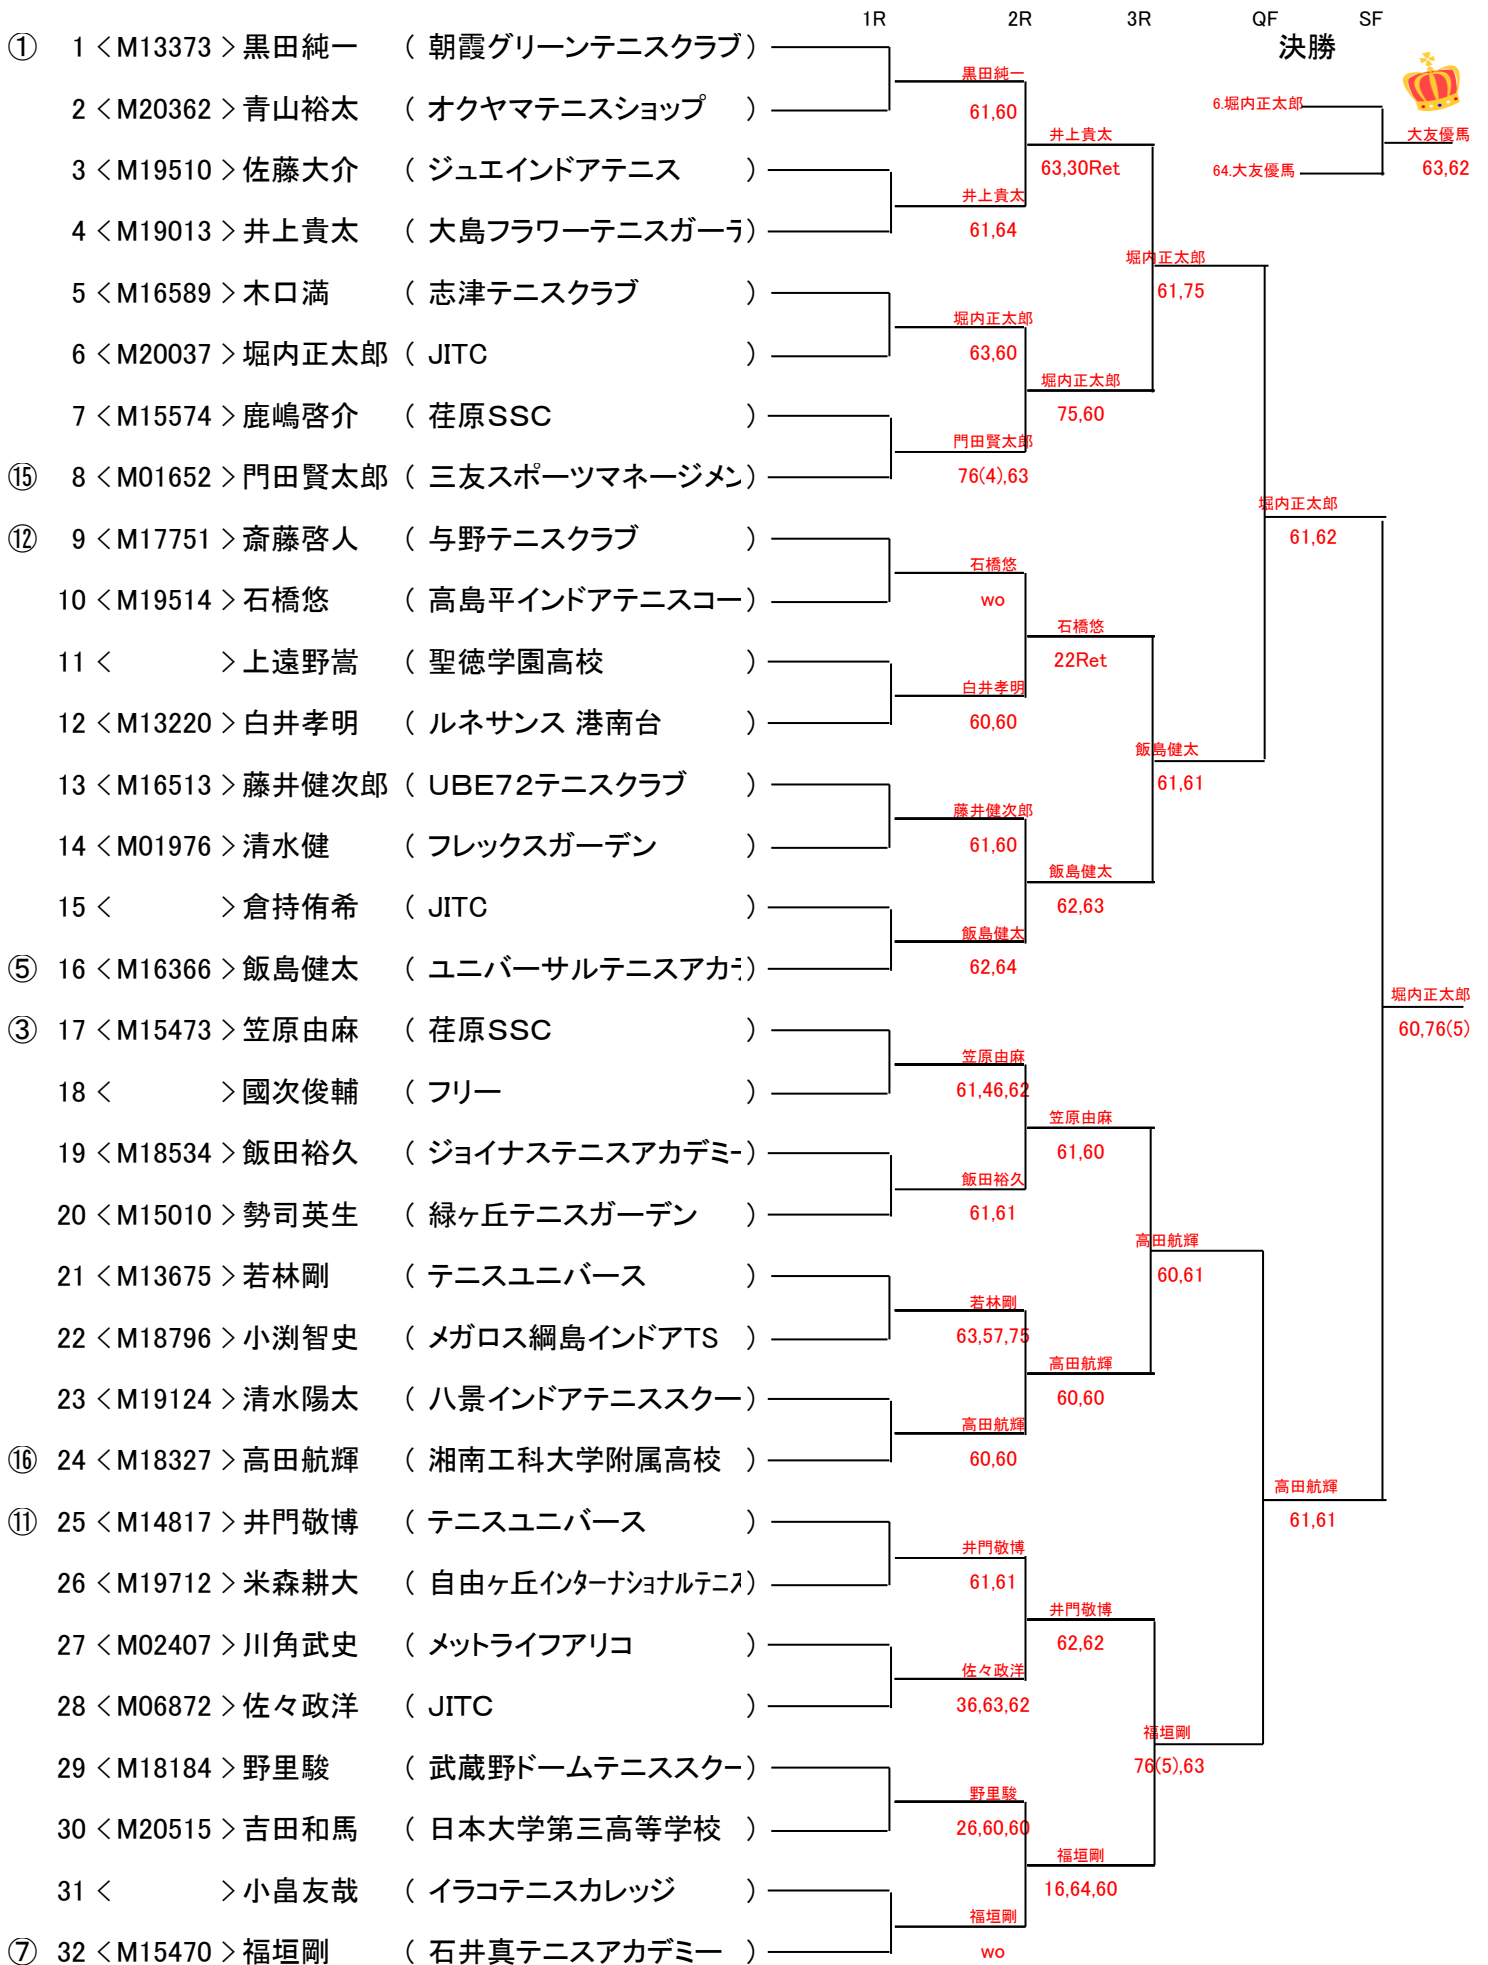 1R 2R 3R QF SF
決勝
① 1 <M13373> 黒田純一 ( 朝霞グリーンテニスクラブ)
黒田純一
2 <M20362> 青山裕太 ( オクヤマテニスショップ )
61,60
6.堀内正太郎
井上貴太
大友優馬
3 <M19510> 佐藤大介 ( ジュエインドアテニス )
63,30Ret
64.大友優馬
63,62
井上貴太
4 <M19013> 井上貴太 ( 大島フラワーテニスガーデ)
61,64
堀内正太郎
5 <M16589> 木口満 ( 志津テニスクラブ )
61,75
堀内正太郎
6 <M20037> 堀内正太郎 ( JITC )
63,60
堀内正太郎
7 <M15574> 鹿嶋啓介 ( 荏原SSC )
75,60
門田賢太郎
⑮ 8 <M01652> 門田賢太郎 ( 三友スポーツマネージメン)
76(4),63
堀内正太郎
⑫ 9 <M17751> 斎藤啓人 ( 与野テニスクラブ )
61,62
石橋悠
10 <M19514> 石橋悠 ( 高島平インドアテニスコー)
wo
石橋悠
11 < > 上遠野嵩 ( 聖徳学園高校 )
22Ret
白井孝明
12 <M13220> 白井孝明 ( ルネサンス 港南台 )
60,60
飯島健太
13 <M16513> 藤井健次郎 ( UBE72テニスクラブ )
61,61
藤井健次郎
14 <M01976> 清水健 ( フレックスガーデン )
61,60
飯島健太
15 < > 倉持侑希 ( JITC )
62,63
飯島健太
⑤ 16 <M16366> 飯島健太 ( ユニバーサルテニスアカデ)
62,64
堀内正太郎
③ 17 <M15473> 笠原由麻 ( 荏原SSC )
60,76(5)
笠原由麻
18 < > 國次俊輔 ( フリー )
61,46,62
笠原由麻
19 <M18534> 飯田裕久 ( ジョイナステニスアカデミー)
61,60
飯田裕久
20 <M15010> 勢司英生 ( 緑ヶ丘テニスガーデン )
61,61
高田航輝
21 <M13675> 若林剛 ( テニスユニバース )
60,61
若林剛
22 <M18796> 小渕智史 ( メガロス綱島インドアTS )
63,57,75
高田航輝
23 <M19124> 清水陽太 ( 八景インドアテニススクー)
60,60
高田航輝
⑯ 24 <M18327> 高田航輝 ( 湘南工科大学附属高校 )
60,60
高田航輝
⑪ 25 <M14817> 井門敬博 ( テニスユニバース )
61,61
井門敬博
26 <M19712> 米森耕大 ( 自由ヶ丘インターナショナルテニス)
61,61
井門敬博
27 <M02407> 川角武史 ( メットライフアリコ )
62,62
佐々政洋
28 <M06872> 佐々政洋 ( JITC )
36,63,62
福垣剛
29 <M18184> 野里駿 ( 武蔵野ドームテニススクー)
76(5),63
野里駿
30 <M20515> 吉田和馬 ( 日本大学第三高等学校 )
26,60,60
福垣剛
31 < > 小畠友哉 ( イラコテニスカレッジ )
16,64,60
福垣剛
⑦ 32 <M15470> 福垣剛 ( 石井真テニスアカデミー )
wo